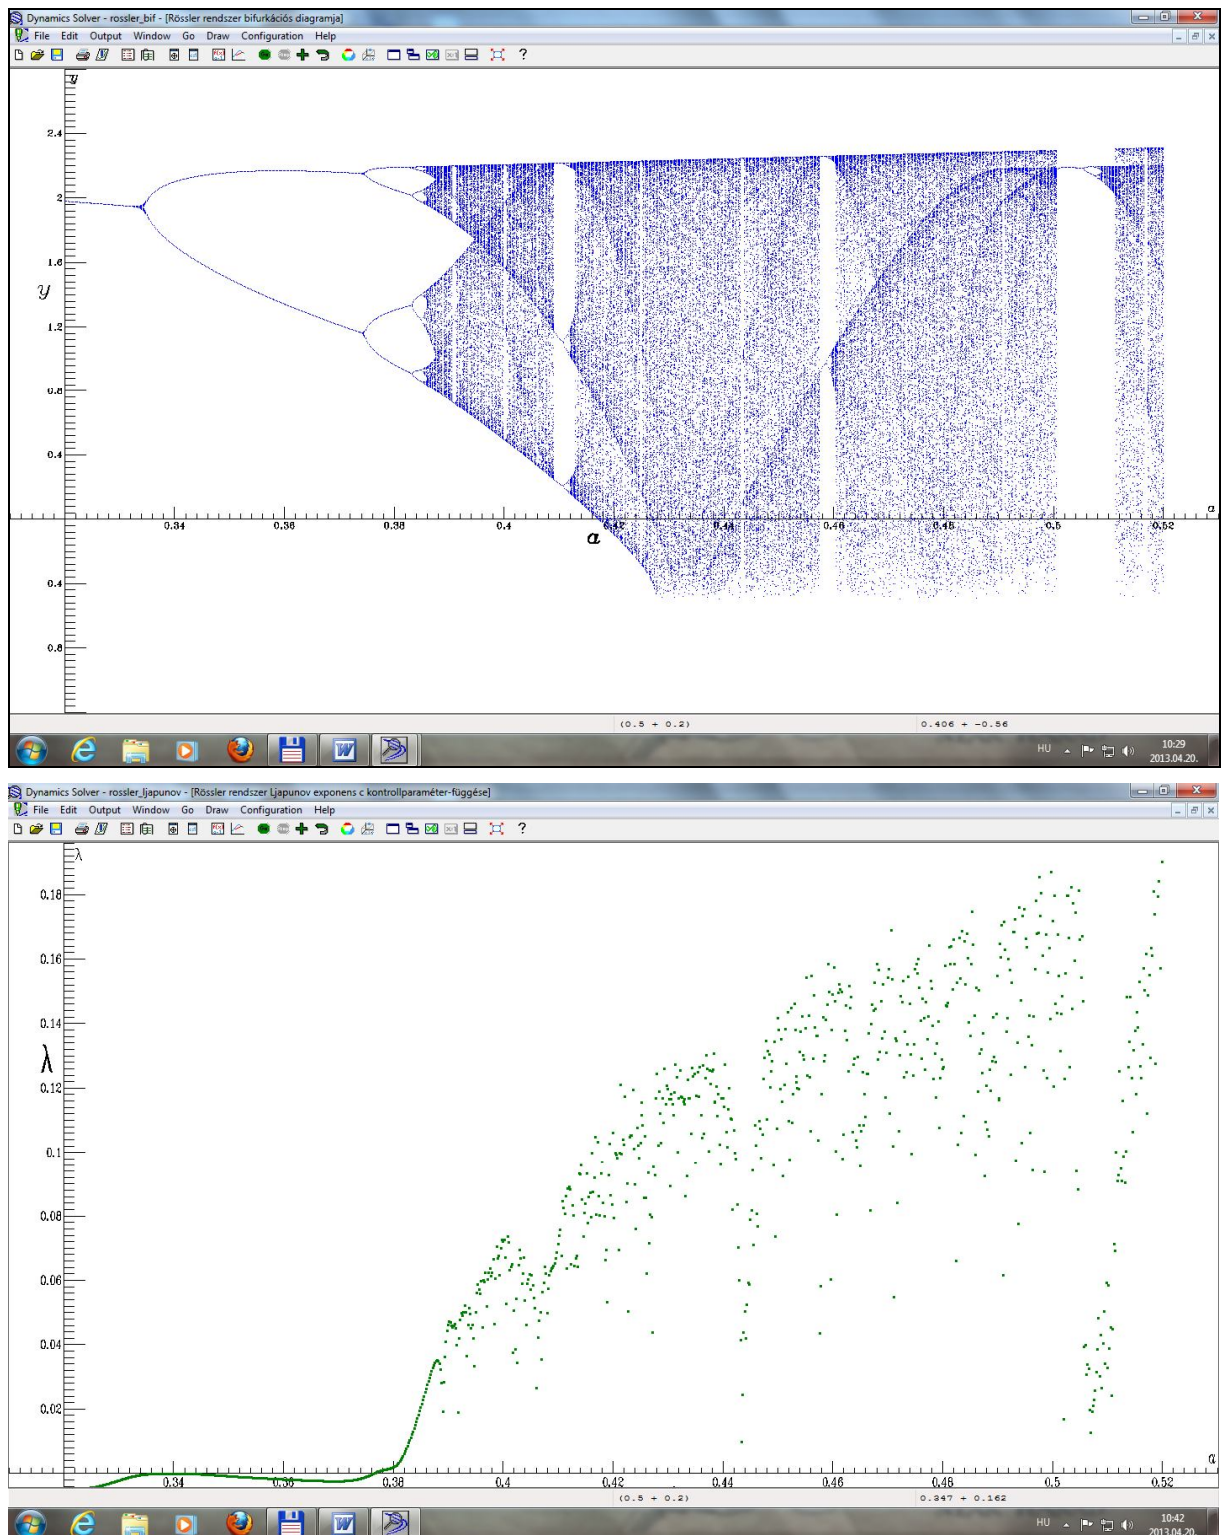 Dynamics Solver - rossler_bif - [Rössler rendszer bifurkációs diagramja]
File Edit Output Window Go Draw Configuration Help
y
2.4
2
1.6
y
1.2
0.8
0.4
0.34 0.36 0.38 0.4 0.42 0.44 0.46 0.48 0.5 0.52 a
a
0.4
0.8
(0.5 + 0.2) 0.406 + -0.56
HU 10:29
2013.04.20.
Dynamics Solver - rossler_ljapunov - [Rössler rendszer Ljapunov exponens c kontrollparaméter-függése]
File Edit Output Window Go Draw Configuration Help
λ
0.18
0.16
0.14
λ
0.12
0.1
0.08
0.06
0.04
0.02
0.34 0.36 0.38 0.4 0.42 0.44 0.46 0.48 0.5 0.52 a
(0.5 + 0.2) 0.347 + 0.162
HU 10:42
2013.04.20.